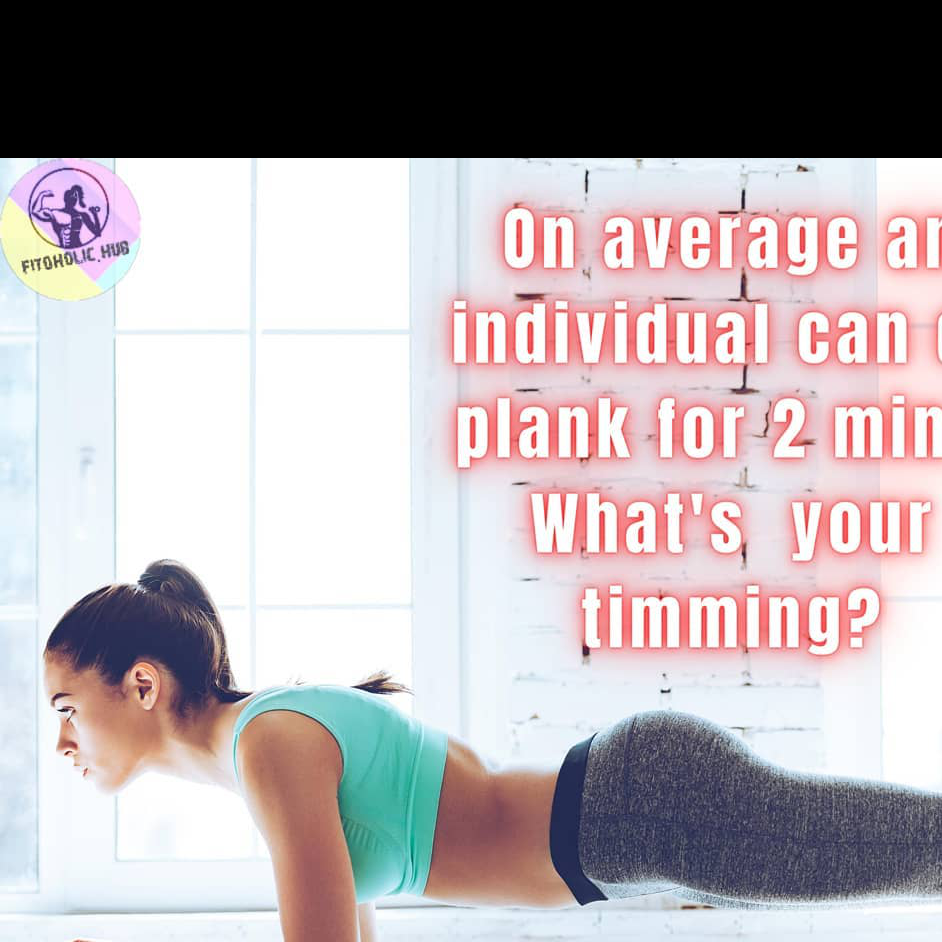 FITOHOLIC.HUB
On average an
individual can
plank for 2 min
What's your
timming?